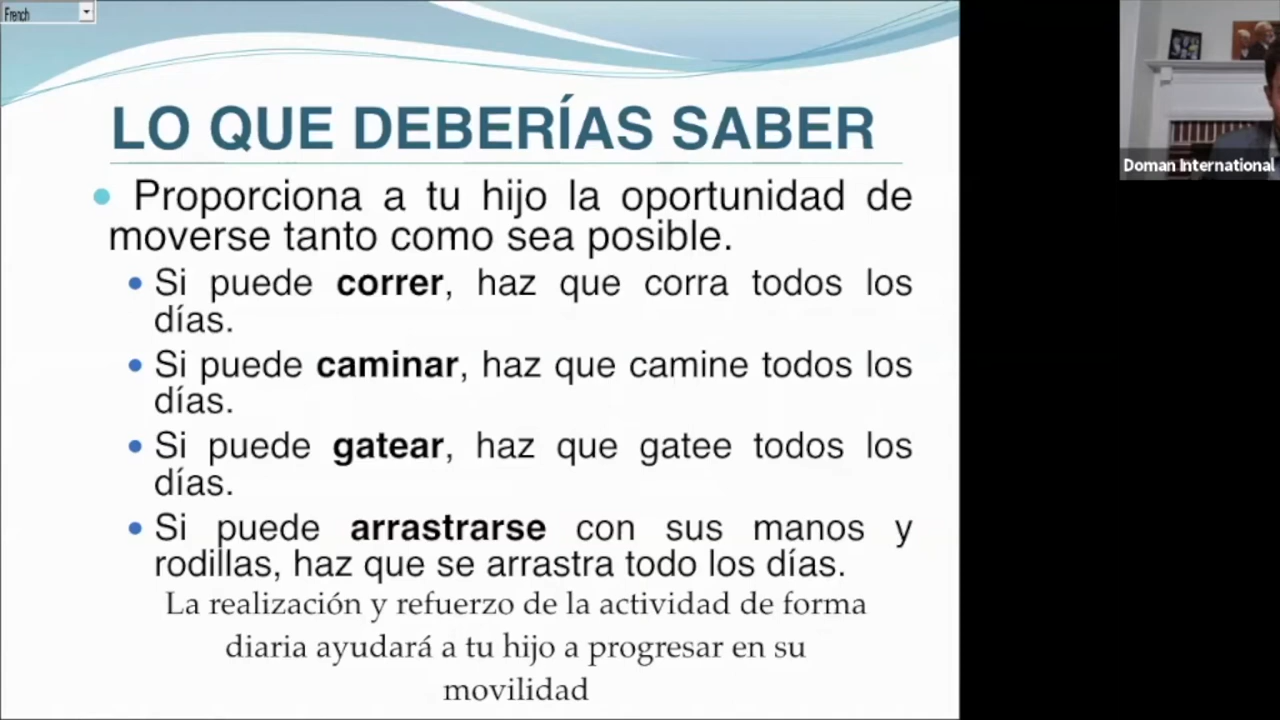 French
LO QUE DEBERÍAS SABER
Proporciona a tu hijo la oportunidad de
moverse tanto como sea posible.
Si puede correr, haz que corra todos los
días.
Si puede caminar, haz que camine todos los
días.
Si puede gatear, haz que gatee todos los
días.
Si puede arrastrarse con sus manos y
rodillas, haz que se arrastra todo los días.
La realización y refuerzo de la actividad de forma
diaria ayudará a tu hijo a progresar en su
movilidad
Doman International